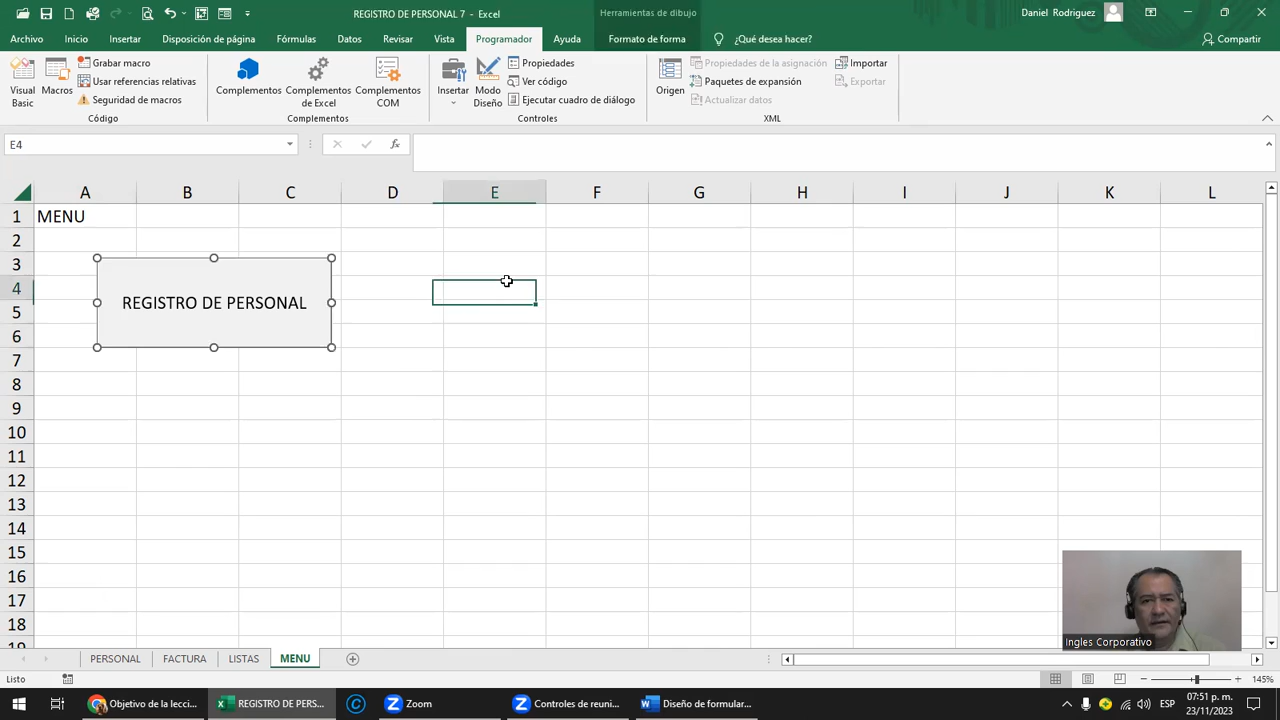 REGISTRO DE PERSONAL 7 - Excel
Herramientas de dibujo
Daniel Rodriguez
Archivo
Inicio
Insertar
Disposición de página
Fórmulas
Datos
Revisar
Vista
Programador
Ayuda
Formato de forma
¿Qué desea hacer?
Compartir
Visual Basic
Macros
Grabar macro
Usar referencias relativas
Seguridad de macros
Código
Complementos
Complementos de Excel
Complementos COM
Complementos
Insertar
Modo Diseño
Propiedades
Ver código
Ejecutar cuadro de diálogo
Controles
Origen
Propiedades de la asignación
Paquetes de expansión
Actualizar datos
Importar
Exportar
XML
E4
fx
A B C D E F G H I J K L
1 MENU
2
3
4
5
6
7
8
9
10
11
12
13
14
15
16
17
18
19
REGISTRO DE PERSONAL
Ingles Corporativo
PERSONAL
FACTURA
LISTAS
MENU
Listo
145%
Objetivo de la lecci...
REGISTRO DE PERS...
Zoom
Controles de reuni...
Diseño de formular...
ESP
07:51 p. m.
23/11/2023